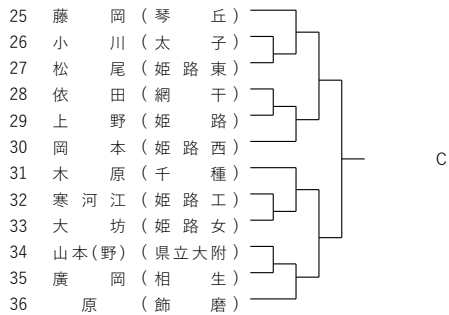 25 藤岡 (琴丘)
26 小川 (太子)
27 松尾 (姫路東)
28 依田 (網干)
29 上野 (姫路)
30 岡本 (姫路西)
C
31 木原 (千種)
32 寒河江 (姫路工)
33 大坊 (姫路女)
34 山本(野) (県立大附)
35 廣岡 (相生)
36 原 (飾磨)